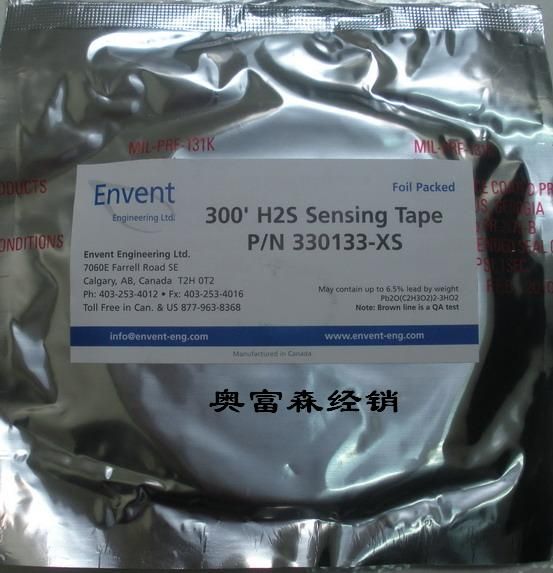 MIL-PRF-131K
MIL-PRF-131K
Envent
Engineering Ltd.
Foil Packed
300' H2S Sensing Tape
P/N 330133-XS
Envent Engineering Ltd.
7060E Farrell Road SE
Calgary, AB, Canada T2H 0T2
Ph: 403-253-4012 • Fx: 403-253-4016
Toll Free in Can. & US 877-963-8368
May contain up to 6.5% lead by weight
Pb2O(C2H3O2)2-3HO2
Note: Brown line is a QA test
info@envent-eng.com
www.envent-eng.com
Manufactured in Canada
CONDITIONS
奥富森经销